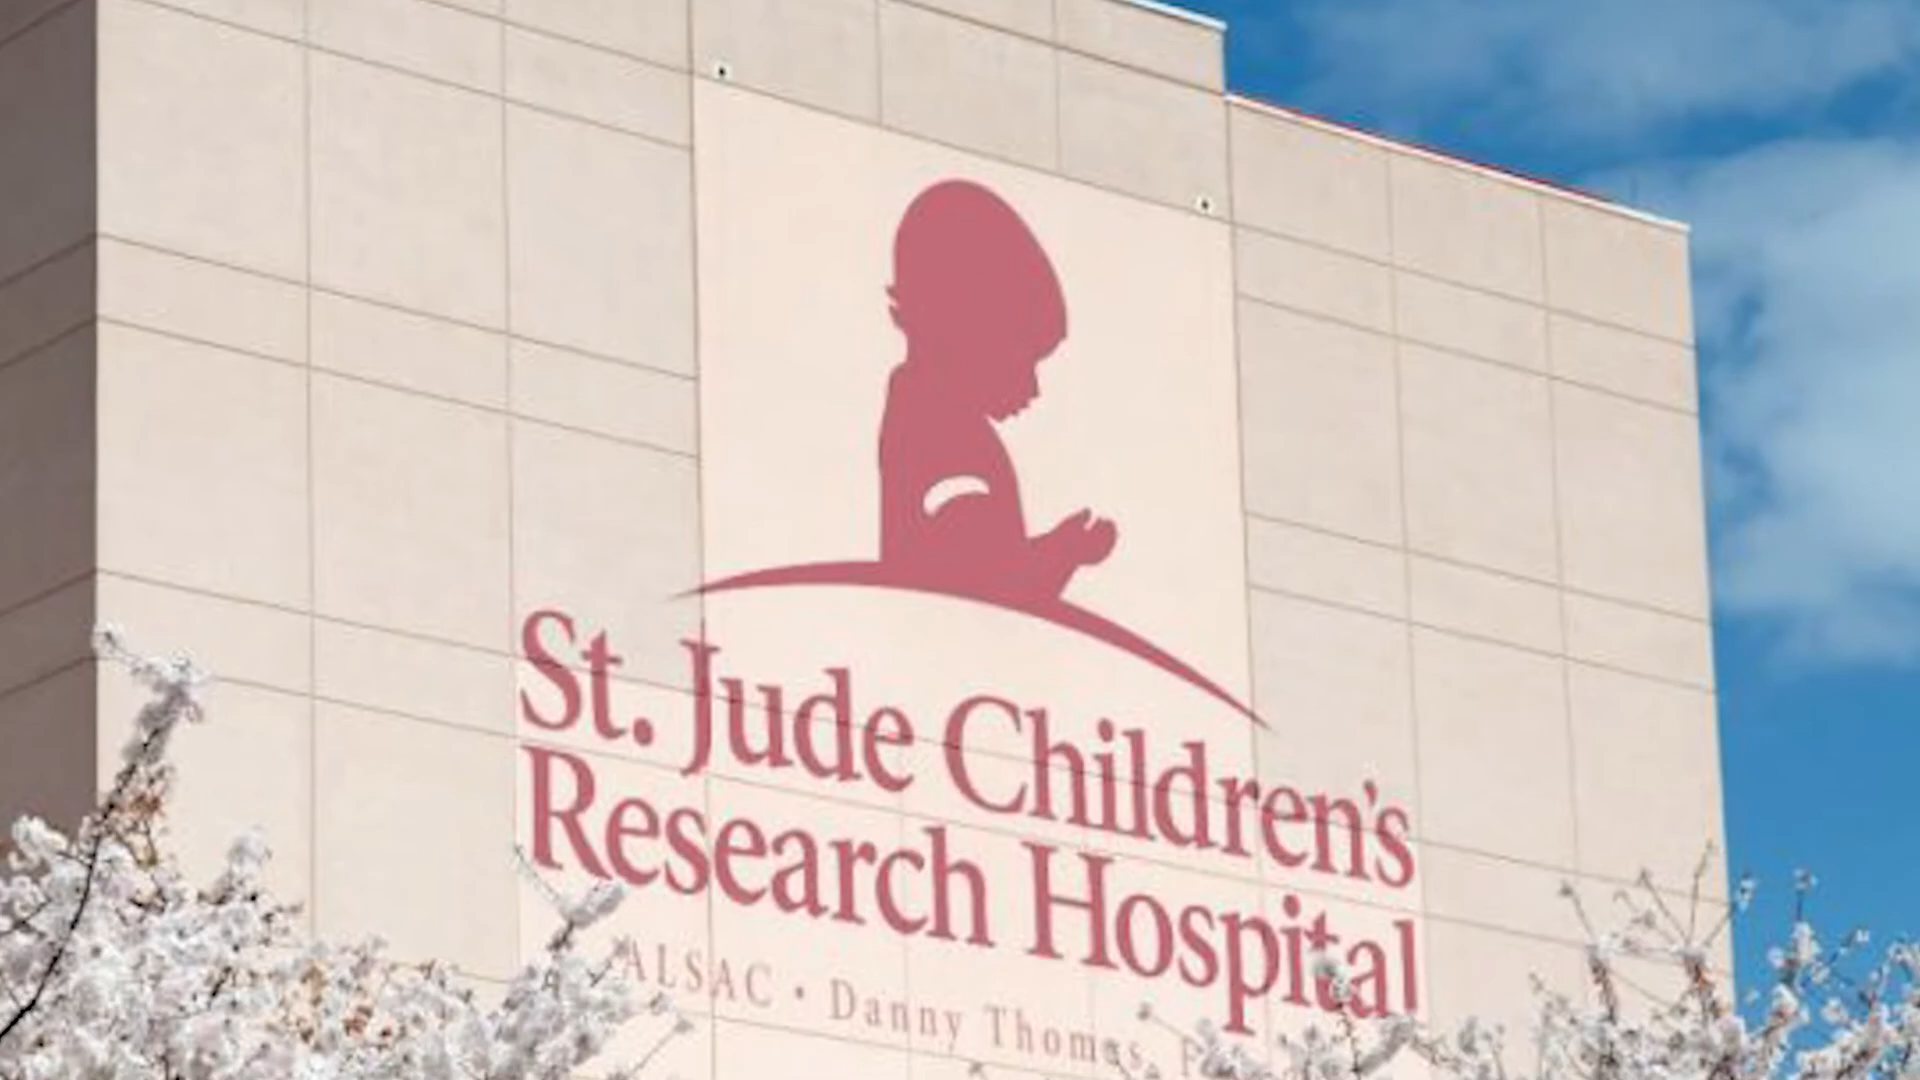 St. Jude Children's
Research Hospital
ALSAC • Danny Thomas,